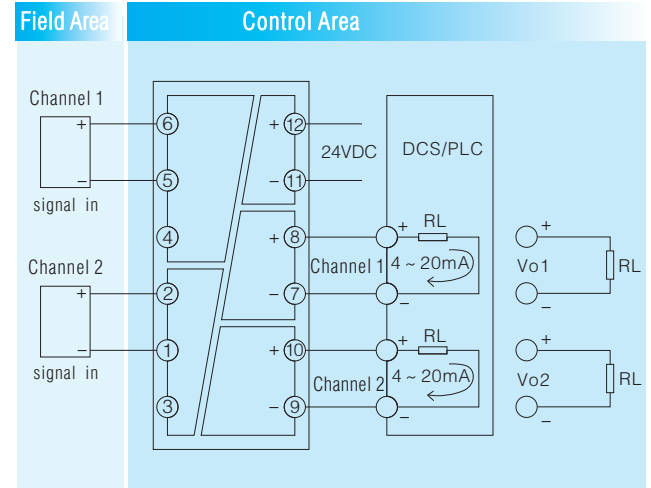 Field Area
Control Area
Channel 1
+
−
signal in
Channel 2
+
−
signal in
6
5
4
2
1
3
+ 12
− 11
+ 8
− 7
+ 10
− 9
24VDC
DCS/PLC
Channel 1
+ RL
4 ~ 20mA
−
Channel 2
+ RL
4 ~ 20mA
−
+
Vo1
RL
−
+
Vo2
RL
−